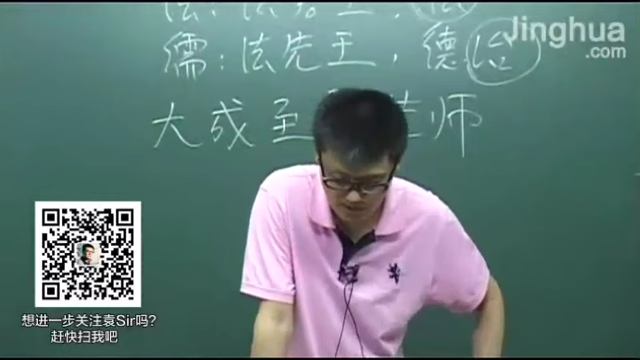 儒：法先王，德治
大成至 师
Jinghua
.com
想进一步关注袁Sir吗?
赶快扫我吧